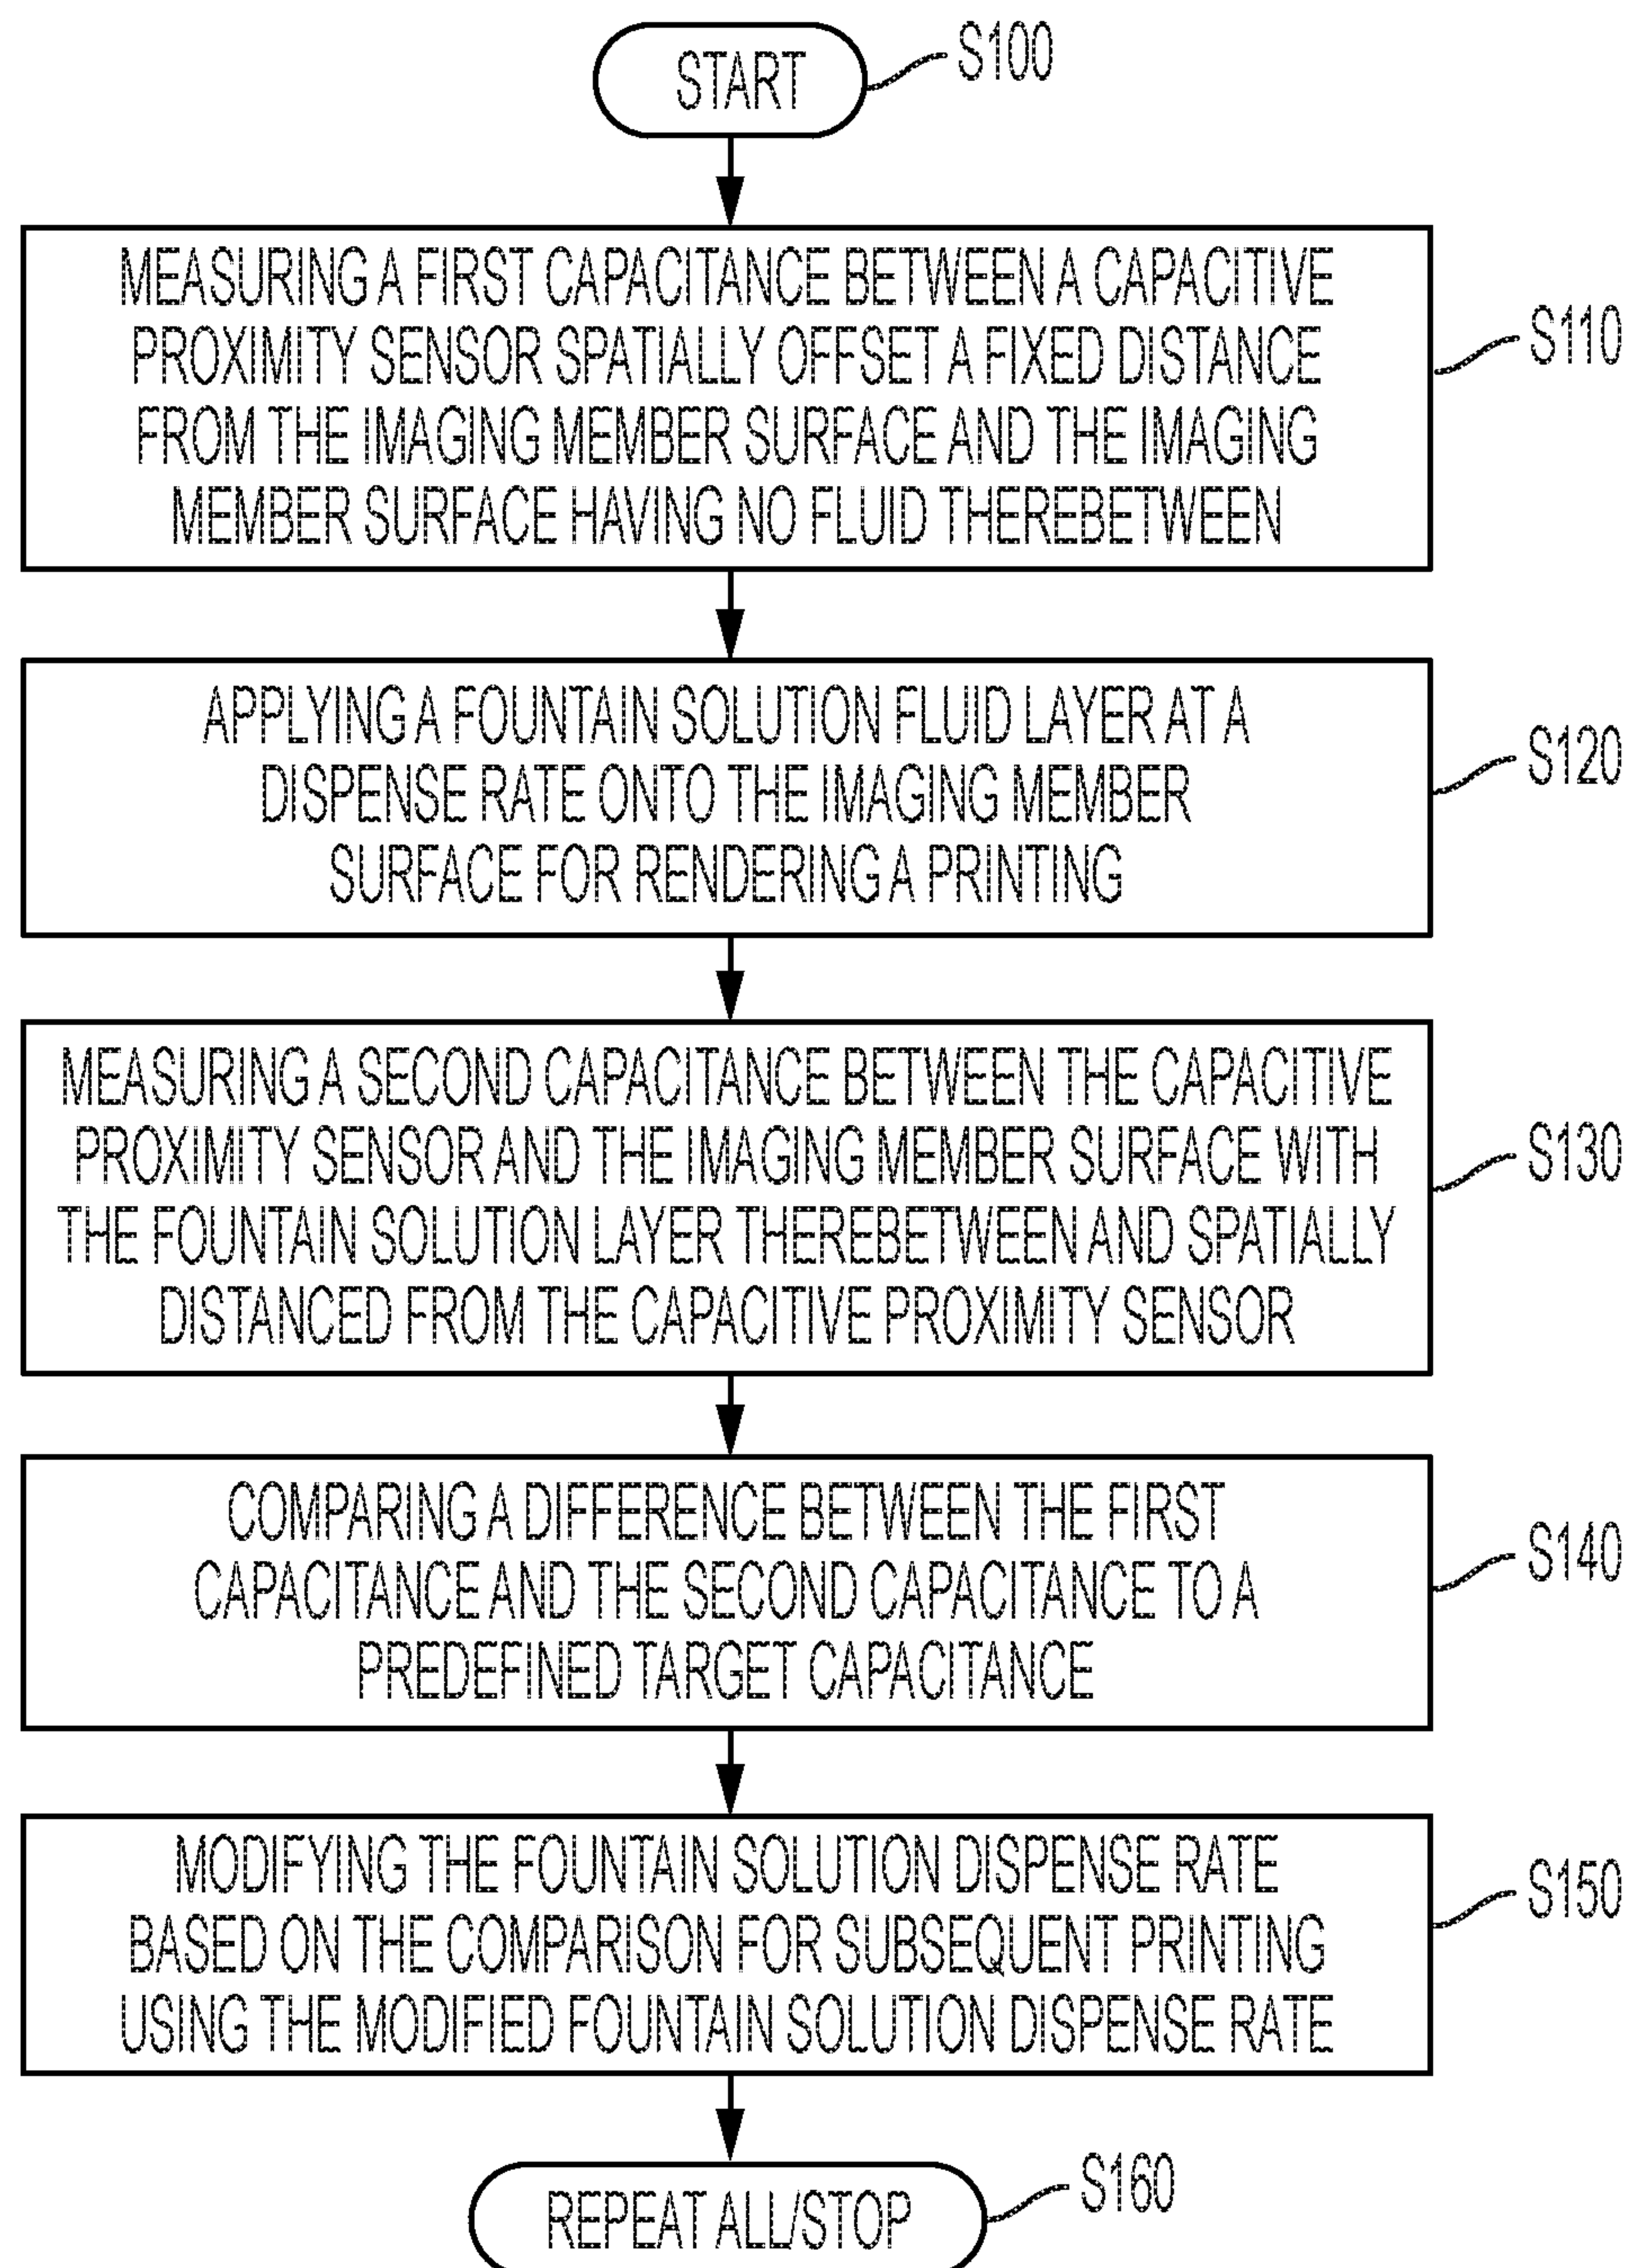 START
S100
MEASURING A FIRST CAPACITANCE BETWEEN A CAPACITIVE
PROXIMITY SENSOR SPATIALLY OFFSET A FIXED DISTANCE
FROM THE IMAGING MEMBER SURFACE AND THE IMAGING
MEMBER SURFACE HAVING NO FLUID THEREBETWEEN
S110
APPLYING A FOUNTAIN SOLUTION FLUID LAYER AT A
DISPENSE RATE ONTO THE IMAGING MEMBER
SURFACE FOR RENDERING A PRINTING
S120
MEASURING A SECOND CAPACITANCE BETWEEN THE CAPACITIVE
PROXIMITY SENSOR AND THE IMAGING MEMBER SURFACE WITH
THE FOUNTAIN SOLUTION LAYER THEREBETWEEN AND SPATIALLY
DISTANCED FROM THE CAPACITIVE PROXIMITY SENSOR
S130
COMPARING A DIFFERENCE BETWEEN THE FIRST
CAPACITANCE AND THE SECOND CAPACITANCE TO A
PREDEFINED TARGET CAPACITANCE
S140
MODIFYING THE FOUNTAIN SOLUTION DISPENSE RATE
BASED ON THE COMPARISON FOR SUBSEQUENT PRINTING
USING THE MODIFIED FOUNTAIN SOLUTION DISPENSE RATE
S150
REPEAT ALL/STOP
S160